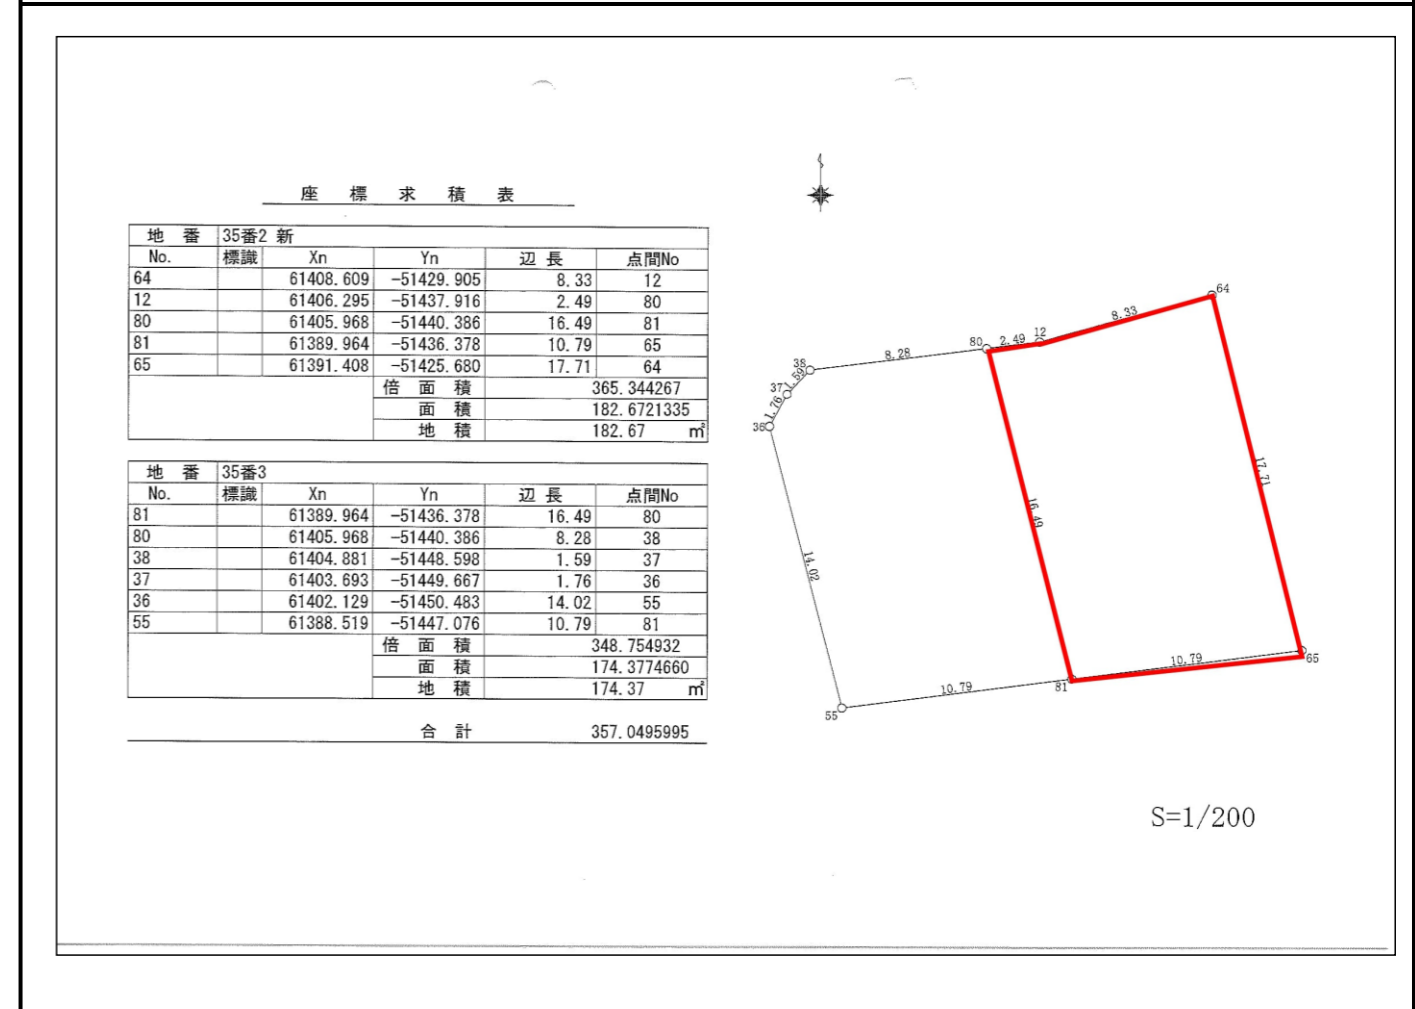 座 標 求 積 表
地 番 35番2 新
No. 標識 Xn Yn 辺 長 点間No
64 61408.609 -51429.905 8.33 12
12 61406.295 -51437.916 2.49 80
80 61405.968 -51440.386 16.49 81
81 61389.964 -51436.378 10.79 65
65 61391.408 -51425.680 17.71 64
倍 面 積 365.344267
面 積 182.6721335
地 積 182.67 ㎡
地 番 35番3
No. 標識 Xn Yn 辺 長 点間No
81 61389.964 -51436.378 16.49 80
80 61405.968 -51440.386 8.28 38
38 61404.881 -51448.598 1.59 37
37 61403.693 -51449.667 1.76 36
36 61402.129 -51450.483 14.02 55
55 61388.519 -51447.076 10.79 81
倍 面 積 348.754932
面 積 174.3774660
地 積 174.37 ㎡
合 計 357.0495995
64
8.33
12
2.49
80
8.28
38
1.59
37
1.76
36
17.71
16.49
14.02
65
10.79
81
10.79
55
S=1/200